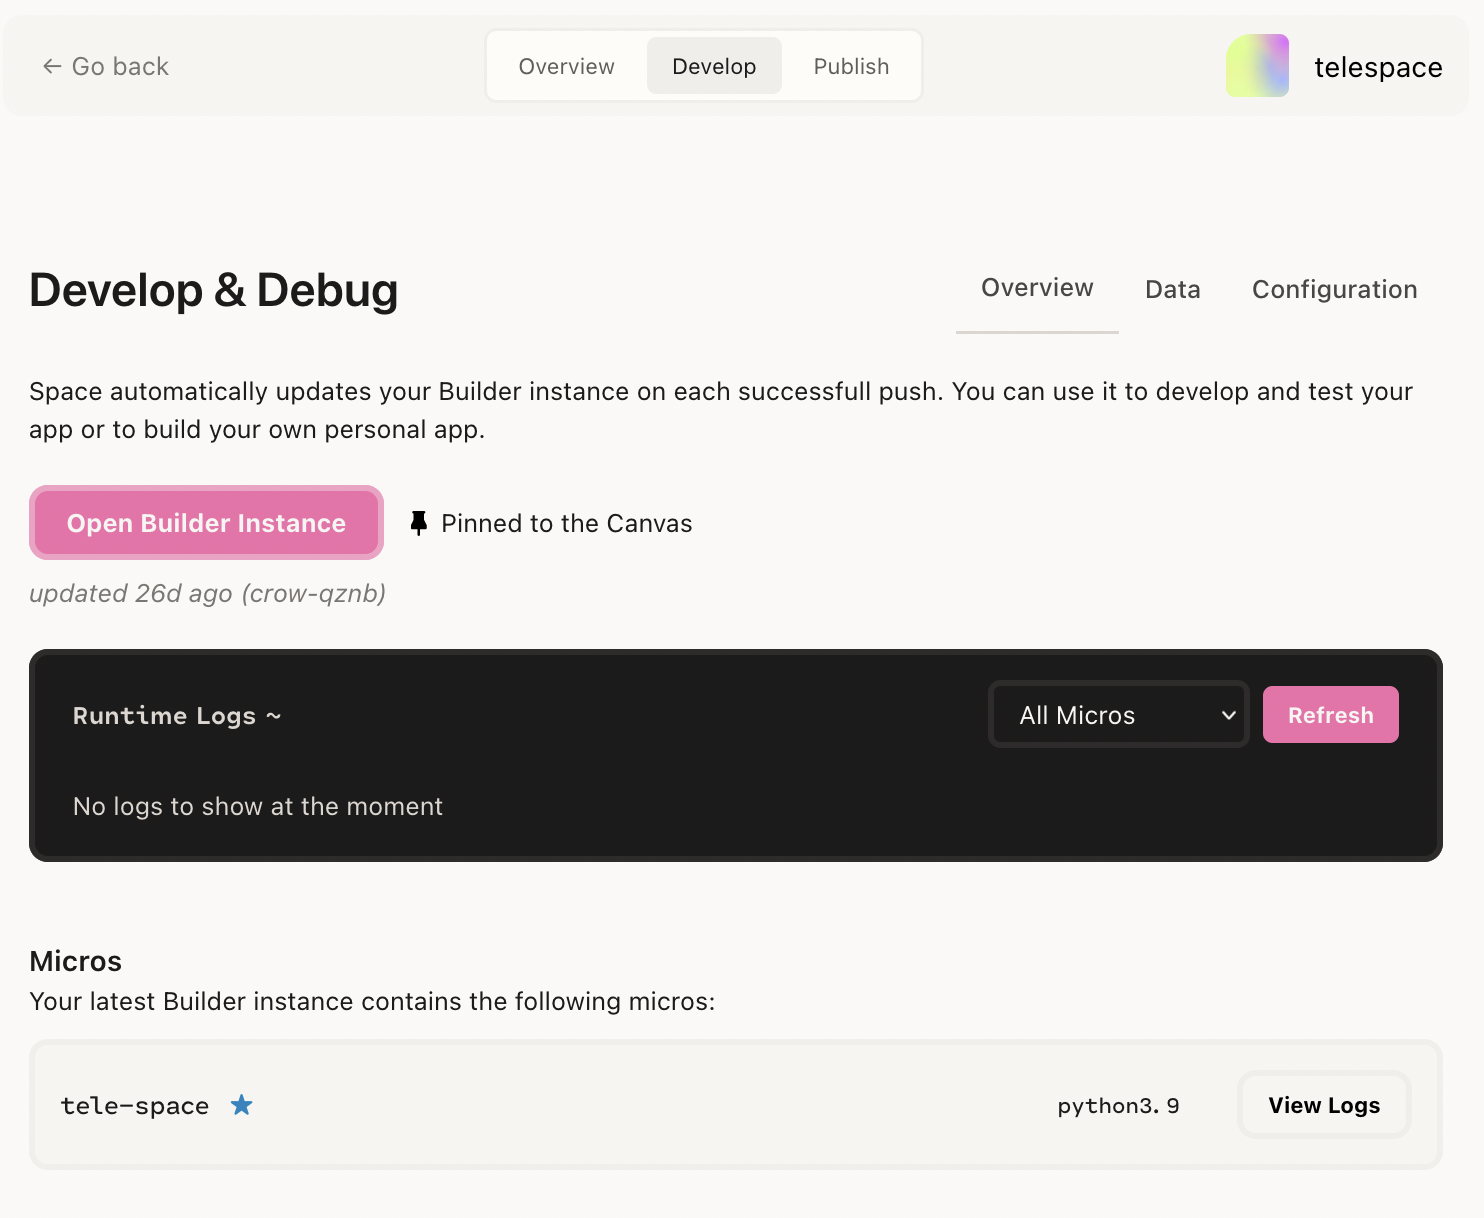 ← Go back
Overview
Develop
Publish
telespace
Develop & Debug
Overview
Data
Configuration
Space automatically updates your Builder instance on each successfull push. You can use it to develop and test your
app or to build your own personal app.
Open Builder Instance
Pinned to the Canvas
updated 26d ago (crow-qznb)
Runtime Logs ~
All Micros
Refresh
No logs to show at the moment
Micros
Your latest Builder instance contains the following micros:
tele-space
python3.9
View Logs